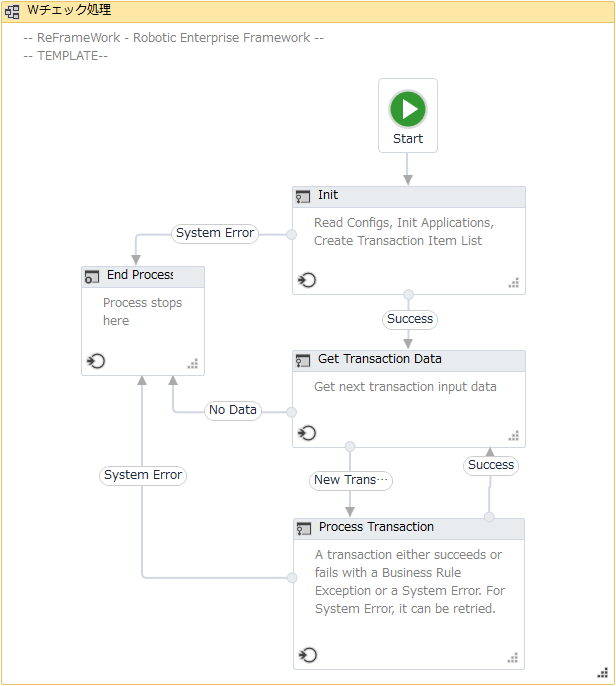 Wチェック処理
-- ReFrameWork - Robotic Enterprise Framework --
-- TEMPLATE--
Start
Init
Read Configs, Init Applications,
Create Transaction Item List
System Error
End Process
Process stops
here
Success
Get Transaction Data
Get next transaction input data
No Data
System Error
New Trans…
Success
Process Transaction
A transaction either succeeds or
fails with a Business Rule
Exception or a System Error. For
System Error, it can be retried.